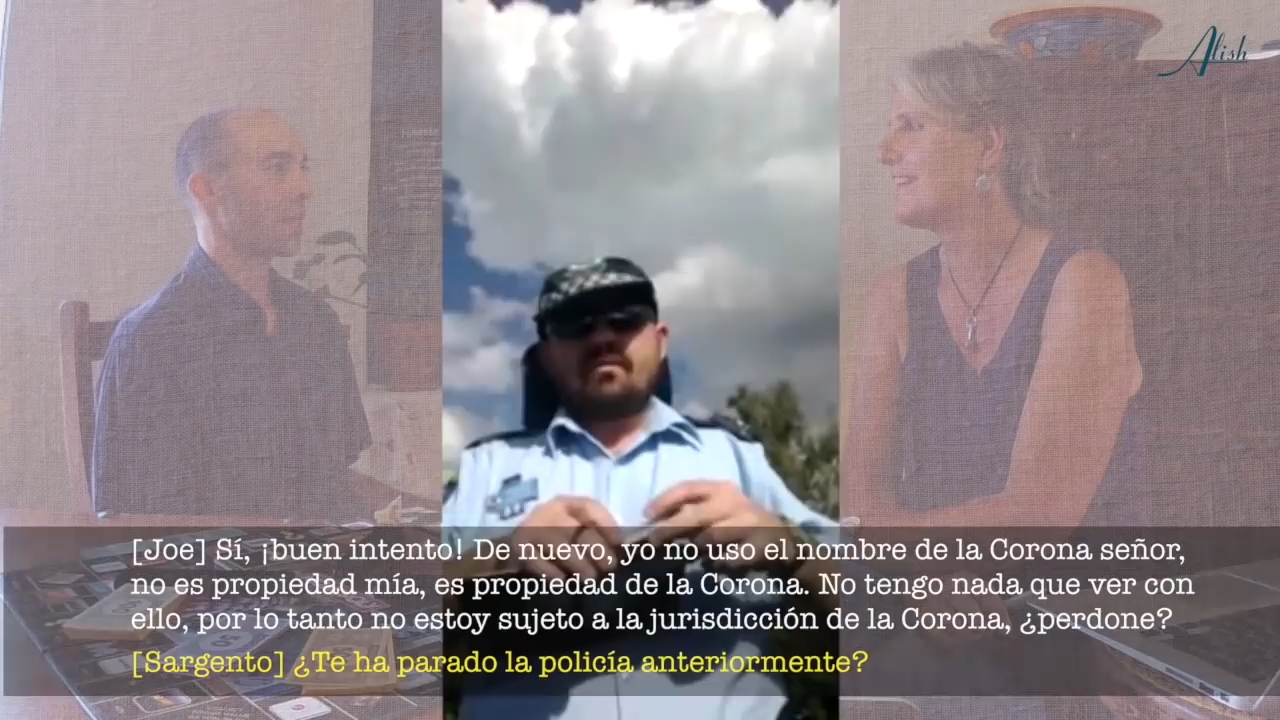 Alish
[Joe] Sí, ¡buen intento! De nuevo, yo no uso el nombre de la Corona señor,
no es propiedad mía, es propiedad de la Corona. No tengo nada que ver con
ello, por lo tanto no estoy sujeto a la jurisdicción de la Corona, ¿perdone?
[Sargento] ¿Te ha parado la policía anteriormente?